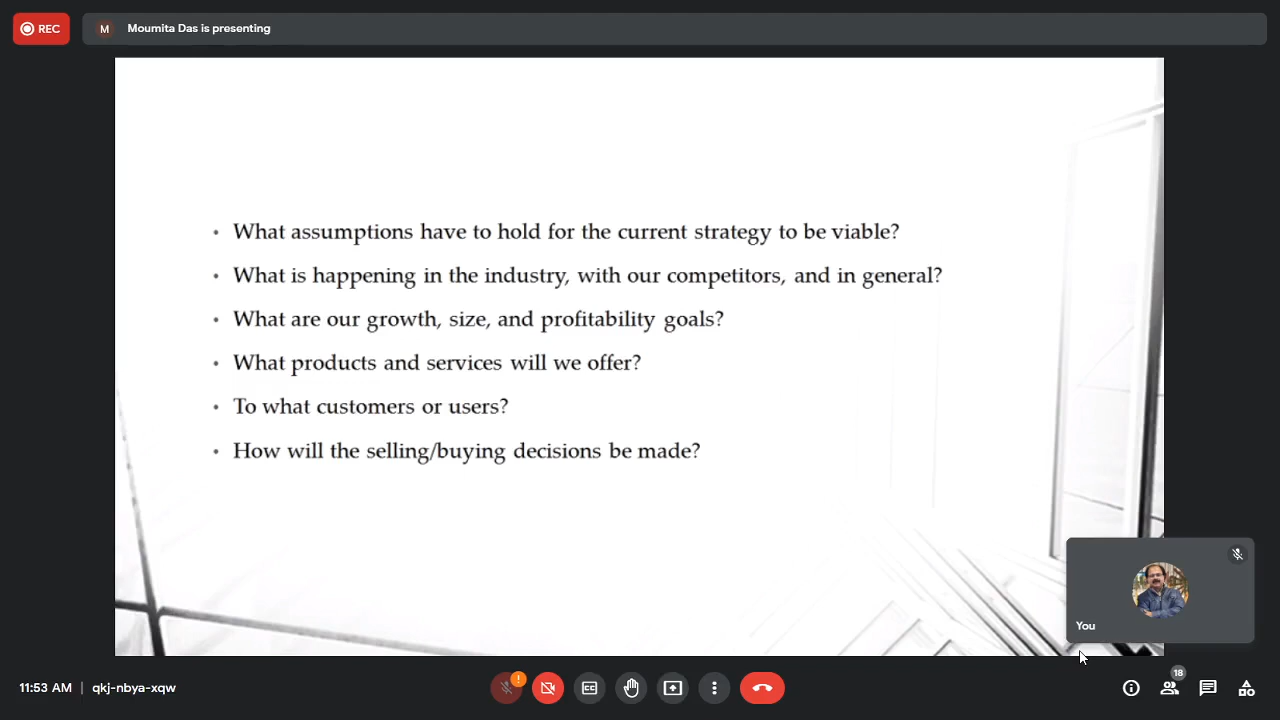 REC
M
Moumita Das is presenting
• What assumptions have to hold for the current strategy to be viable?
• What is happening in the industry, with our competitors, and in general?
• What are our growth, size, and profitability goals?
• What products and services will we offer?
• To what customers or users?
• How will the selling/buying decisions be made?
You
11:53 AM | qkj-nbya-xqw
!
CC
18